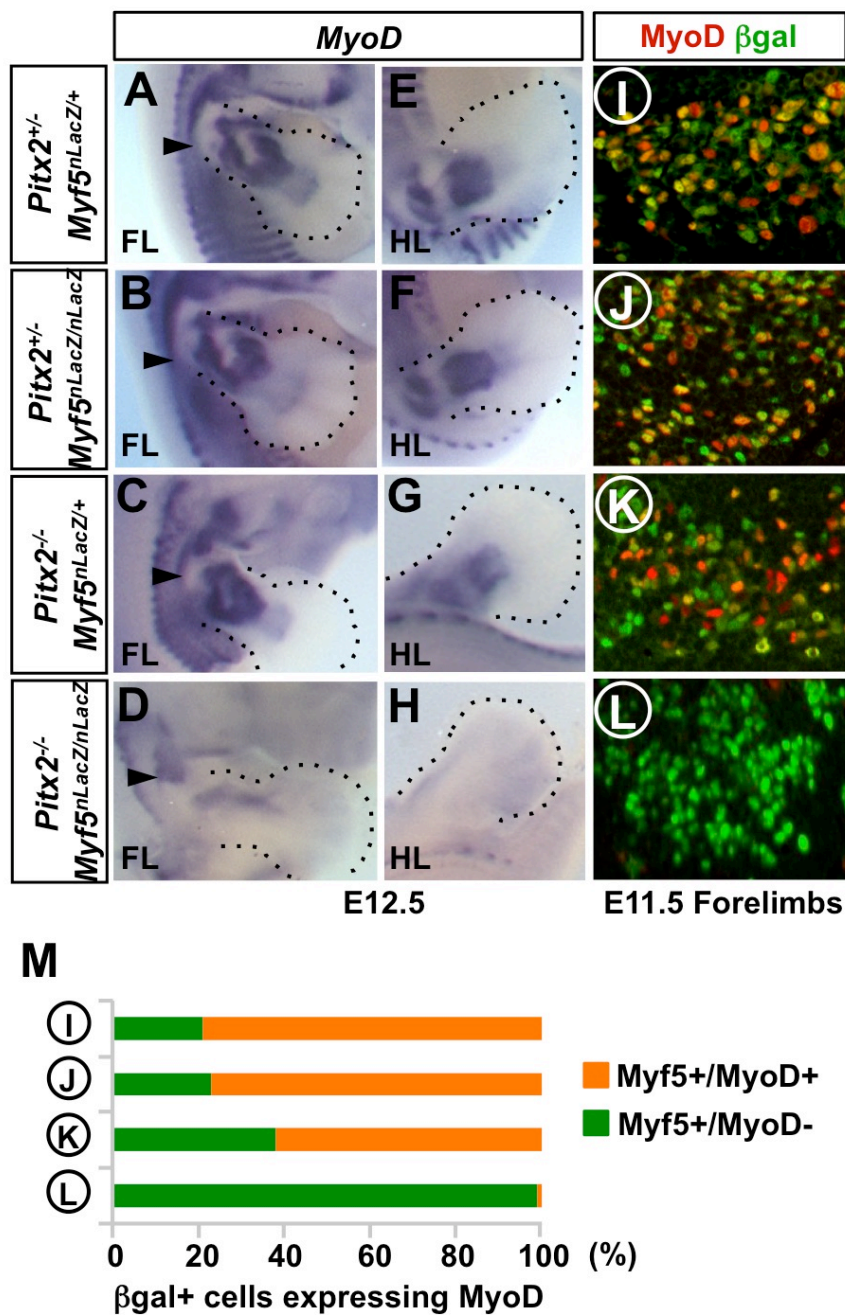 MyoD
MyoD βgal
Pitx2+/-
Myf5nLacZ/+
A
FL
E
HL
I
Pitx2+/-
Myf5nLacZ/nLacZ
B
FL
F
HL
J
Pitx2-/-
Myf5nLacZ/+
C
FL
G
HL
K
Pitx2-/-
Myf5nLacZ/nLacZ
D
FL
H
HL
L
E12.5
E11.5 Forelimbs
M
I
J
K
L
Myf5+/MyoD+
Myf5+/MyoD-
0 20 40 60 80 100 (%)
βgal+ cells expressing MyoD